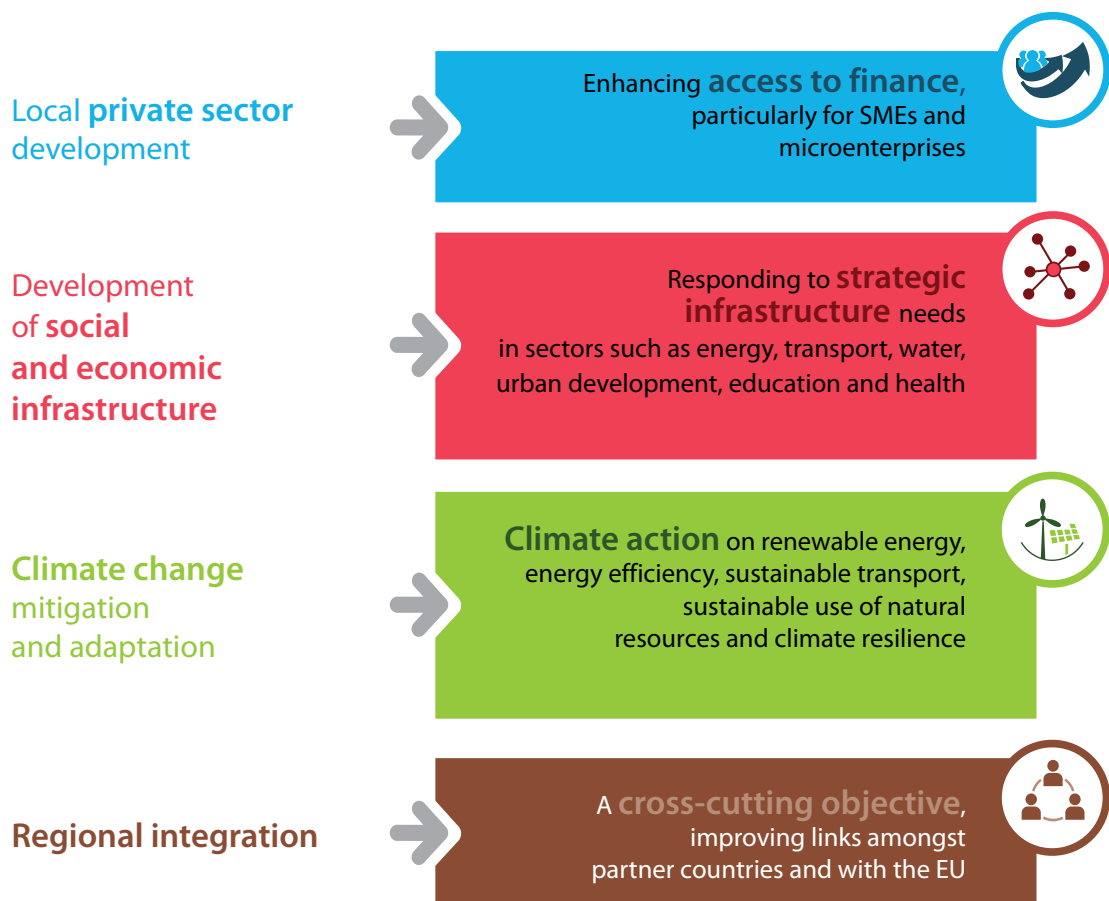 Local private sector
development
Enhancing access to finance,
particularly for SMEs and
microenterprises
Development
of social
and economic
infrastructure
Responding to strategic
infrastructure needs
in sectors such as energy, transport, water,
urban development, education and health
Climate change
mitigation
and adaptation
Climate action on renewable energy,
energy efficiency, sustainable transport,
sustainable use of natural
resources and climate resilience
Regional integration
A cross-cutting objective,
improving links amongst
partner countries and with the EU